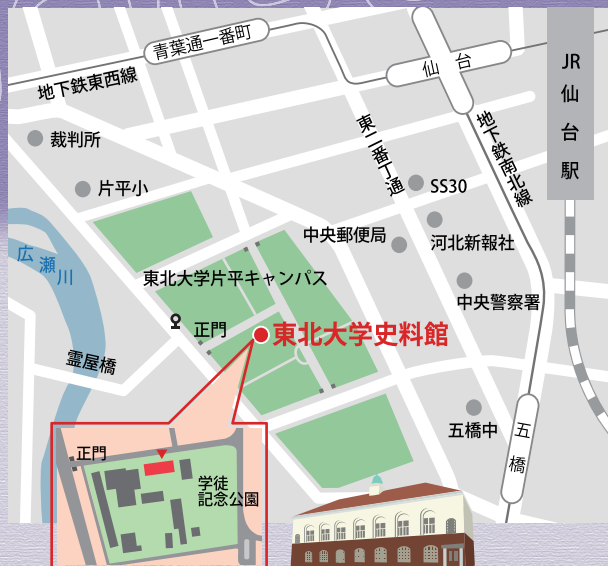 青葉通一番町
仙台
JR
仙台駅
地下鉄東西線
地下鉄南北線
東二番丁通
裁判所
片平小
SS30
中央郵便局
河北新報社
広瀬川
東北大学片平キャンパス
中央警察署
正門
東北大学史料館
霊屋橋
五橋中
五橋
正門
学徒
記念公園